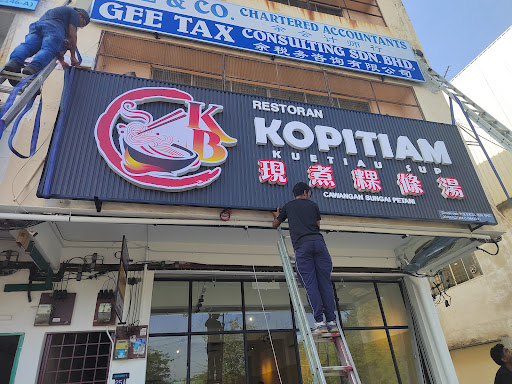 & CO. CHARTERED ACCOUNTANTS
GEE TAX CONSULTING SDN. BHD.
余税务咨询有限公司
KB
RESTORAN
KOPITIAM
KUETIAU SUP
現煮粿條湯
CAWANGAN SUNGAI PETANI